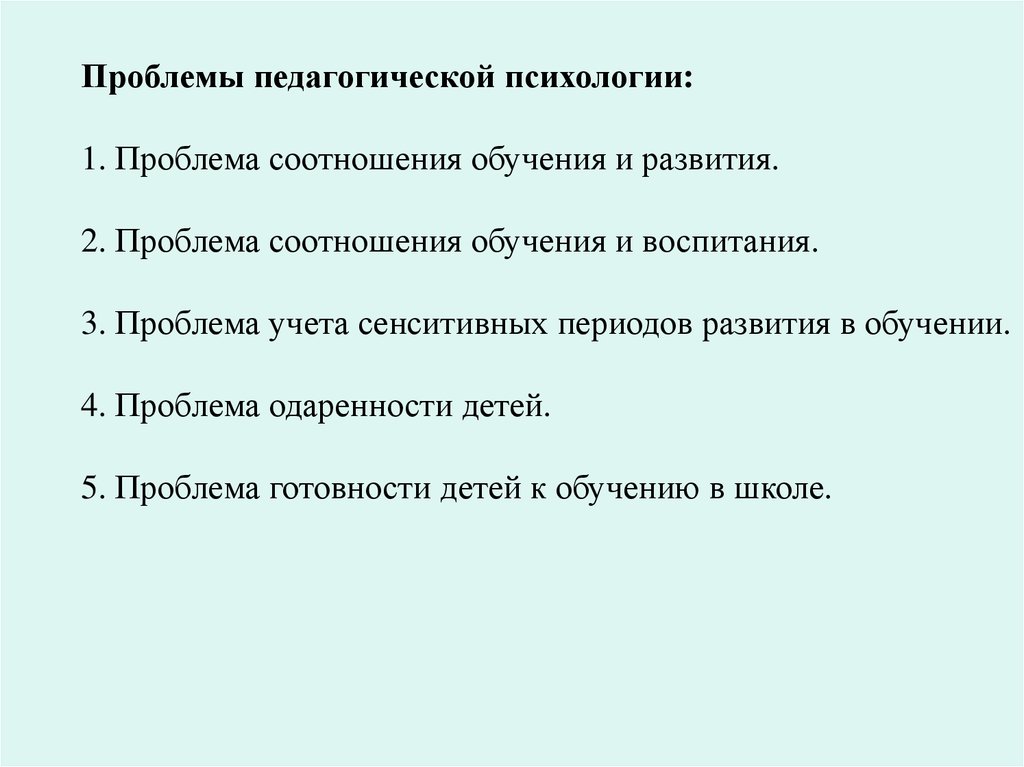 Проблемы педагогической психологии:
1. Проблема соотношения обучения и развития.
2. Проблема соотношения обучения и воспитания.
3. Проблема учета сенситивных периодов развития в обучении.
4. Проблема одаренности детей.
5. Проблема готовности детей к обучению в школе.